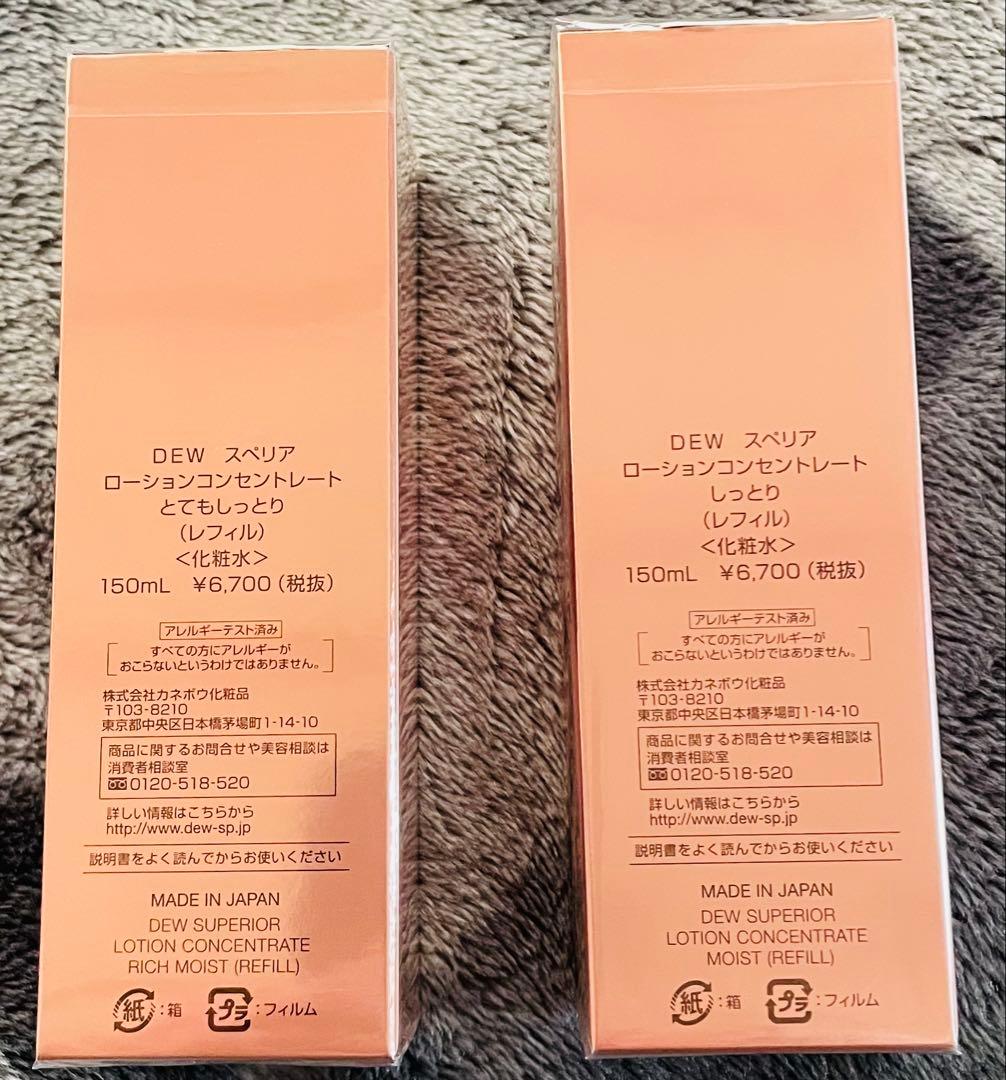 DEW スペリア
ローションコンセントレート
とてもしっとり
(レフィル)
<化粧水>
150mL ¥6,700(税抜)
アレルギーテスト済み
すべての方にアレルギーが
おこらないというわけではありません。
株式会社カネボウ化粧品
〒103-8210
東京都中央区日本橋茅場町1-14-10
商品に関するお問合せや美容相談は
消費者相談室
0120-518-520
詳しい情報はこちらから
http://www.dew-sp.jp
説明書をよく読んでからお使いください
MADE IN JAPAN
DEW SUPERIOR
LOTION CONCENTRATE
RICH MOIST (REFILL)
紙:箱 プラ:フィルム
DEW スペリア
ローションコンセントレート
しっとり
(レフィル)
<化粧水>
150mL ¥6,700(税抜)
アレルギーテスト済み
すべての方にアレルギーが
おこらないというわけではありません。
株式会社カネボウ化粧品
〒103-8210
東京都中央区日本橋茅場町1-14-10
商品に関するお問合せや美容相談は
消費者相談室
0120-518-520
詳しい情報はこちらから
http://www.dew-sp.jp
説明書をよく読んでからお使いください
MADE IN JAPAN
DEW SUPERIOR
LOTION CONCENTRATE
MOIST (REFILL)
紙:箱 プラ:フィルム